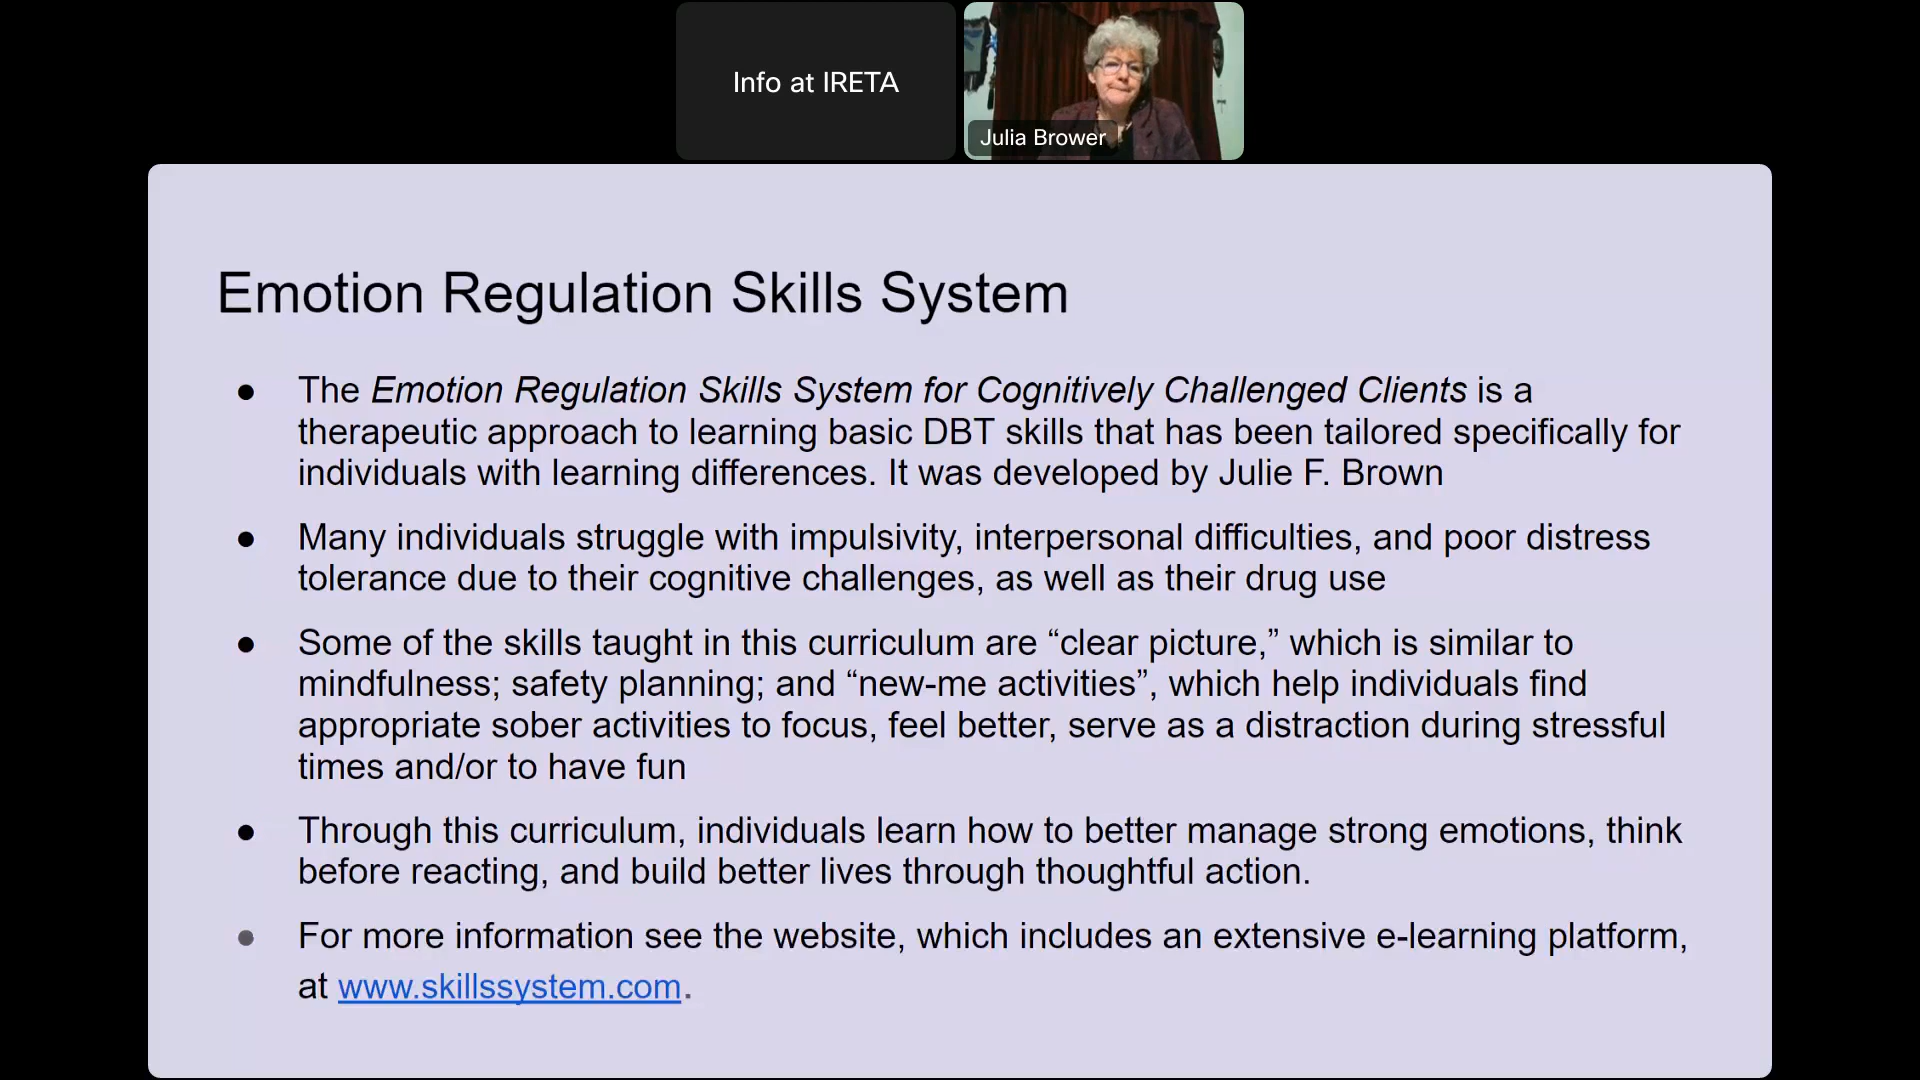 Info at IRETA
Julia Brower
Emotion Regulation Skills System
● The Emotion Regulation Skills System for Cognitively Challenged Clients is a
therapeutic approach to learning basic DBT skills that has been tailored specifically for
individuals with learning differences. It was developed by Julie F. Brown
● Many individuals struggle with impulsivity, interpersonal difficulties, and poor distress
tolerance due to their cognitive challenges, as well as their drug use
● Some of the skills taught in this curriculum are “clear picture,” which is similar to
mindfulness; safety planning; and “new-me activities”, which help individuals find
appropriate sober activities to focus, feel better, serve as a distraction during stressful
times and/or to have fun
● Through this curriculum, individuals learn how to better manage strong emotions, think
before reacting, and build better lives through thoughtful action.
● For more information see the website, which includes an extensive e-learning platform,
at www.skillssystem.com.